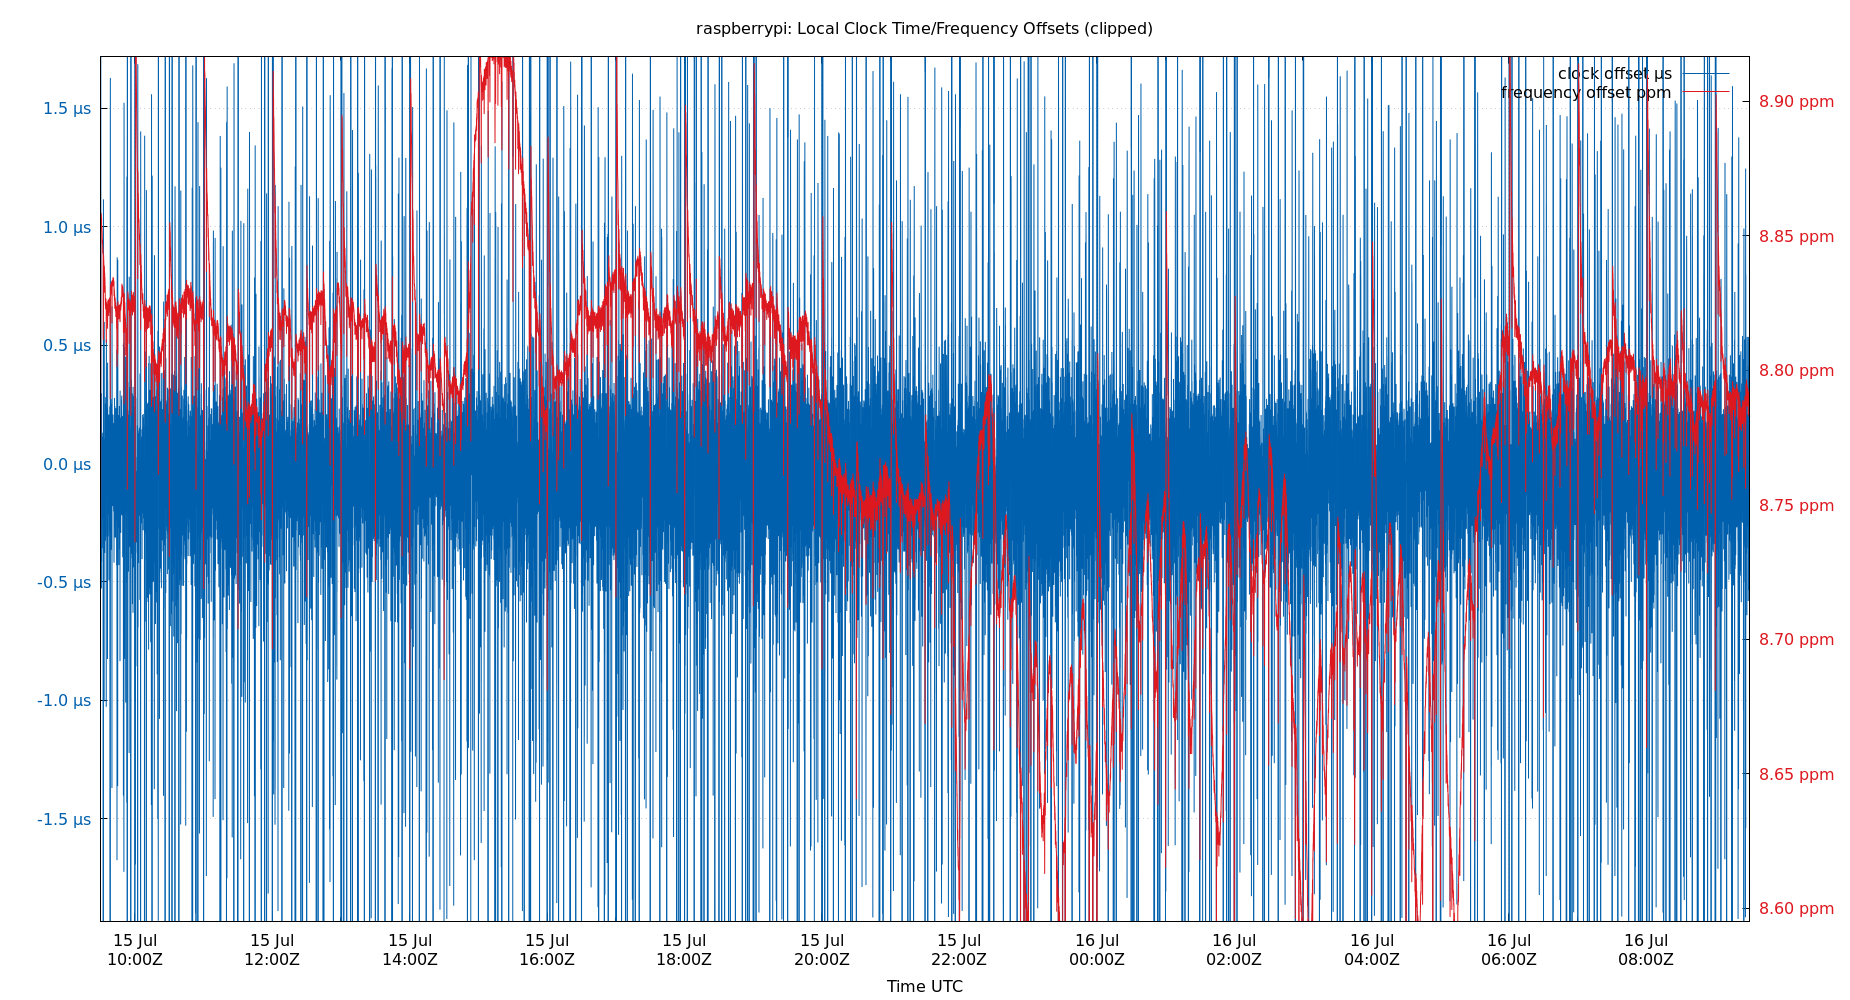 raspberrypi: Local Clock Time/Frequency Offsets (clipped)
clock offset µs
frequency offset ppm
1.5 µs
1.0 µs
0.5 µs
0.0 µs
-0.5 µs
-1.0 µs
-1.5 µs
8.90 ppm
8.85 ppm
8.80 ppm
8.75 ppm
8.70 ppm
8.65 ppm
8.60 ppm
15 Jul 15 Jul 15 Jul 15 Jul 15 Jul 15 Jul 15 Jul 16 Jul 16 Jul 16 Jul 16 Jul 16 Jul
10:00Z 12:00Z 14:00Z 16:00Z 18:00Z 20:00Z 22:00Z 00:00Z 02:00Z 04:00Z 06:00Z 08:00Z
Time UTC